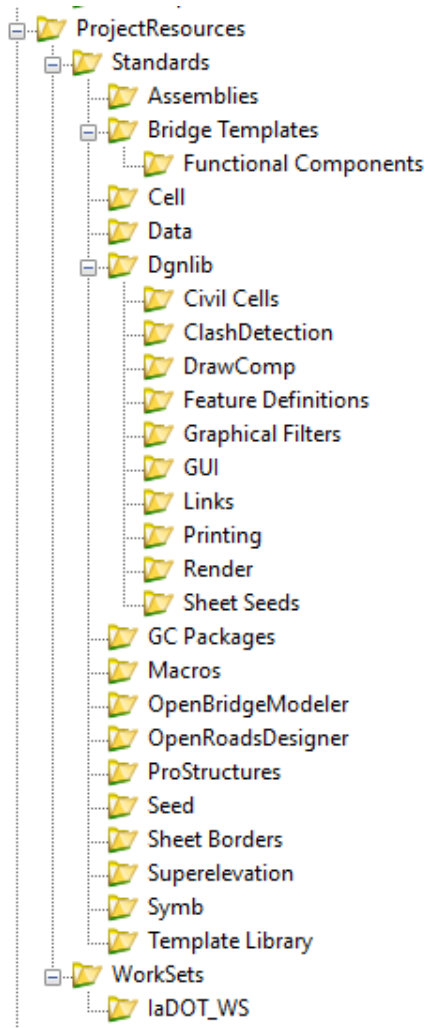 ProjectResources
Standards
Assemblies
Bridge Templates
Functional Components
Cell
Data
Dgnlib
Civil Cells
ClashDetection
DrawComp
Feature Definitions
Graphical Filters
GUI
Links
Printing
Render
Sheet Seeds
GC Packages
Macros
OpenBridgeModeler
OpenRoadsDesigner
ProStructures
Seed
Sheet Borders
Superelevation
Symb
Template Library
WorkSets
IaDOT_WS